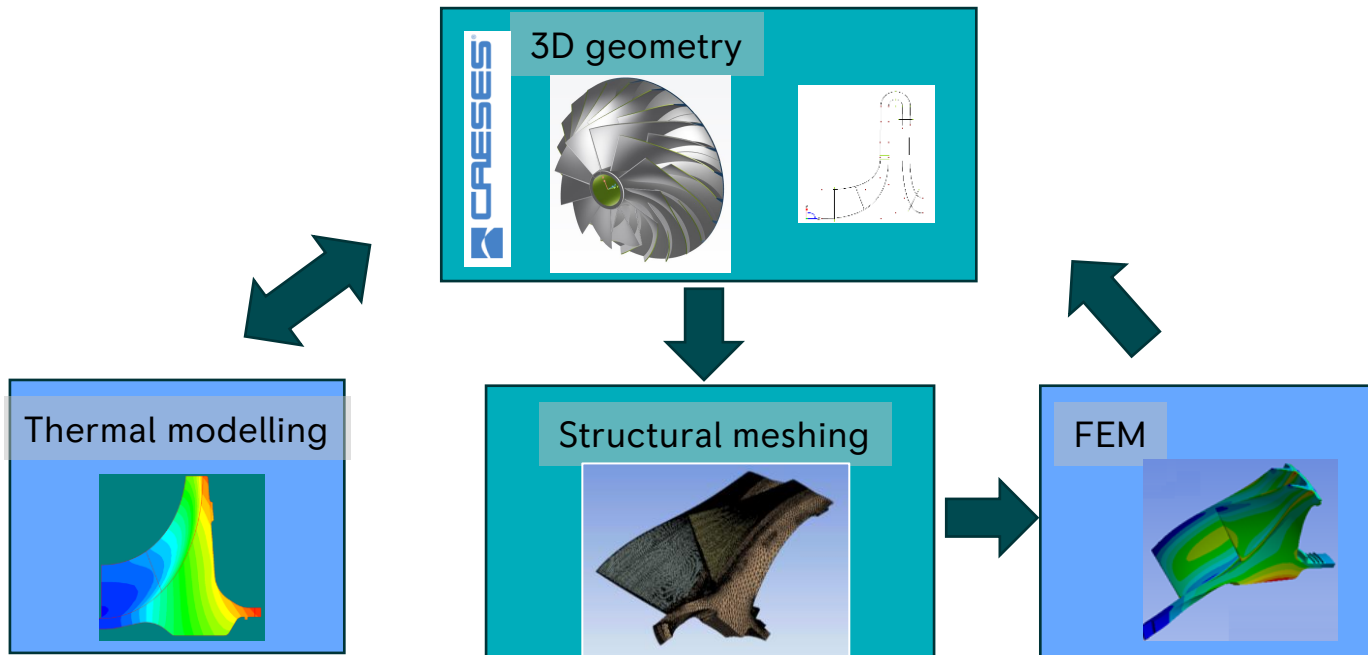 3D geometry
CAESES
Thermal modelling
Structural meshing
FEM